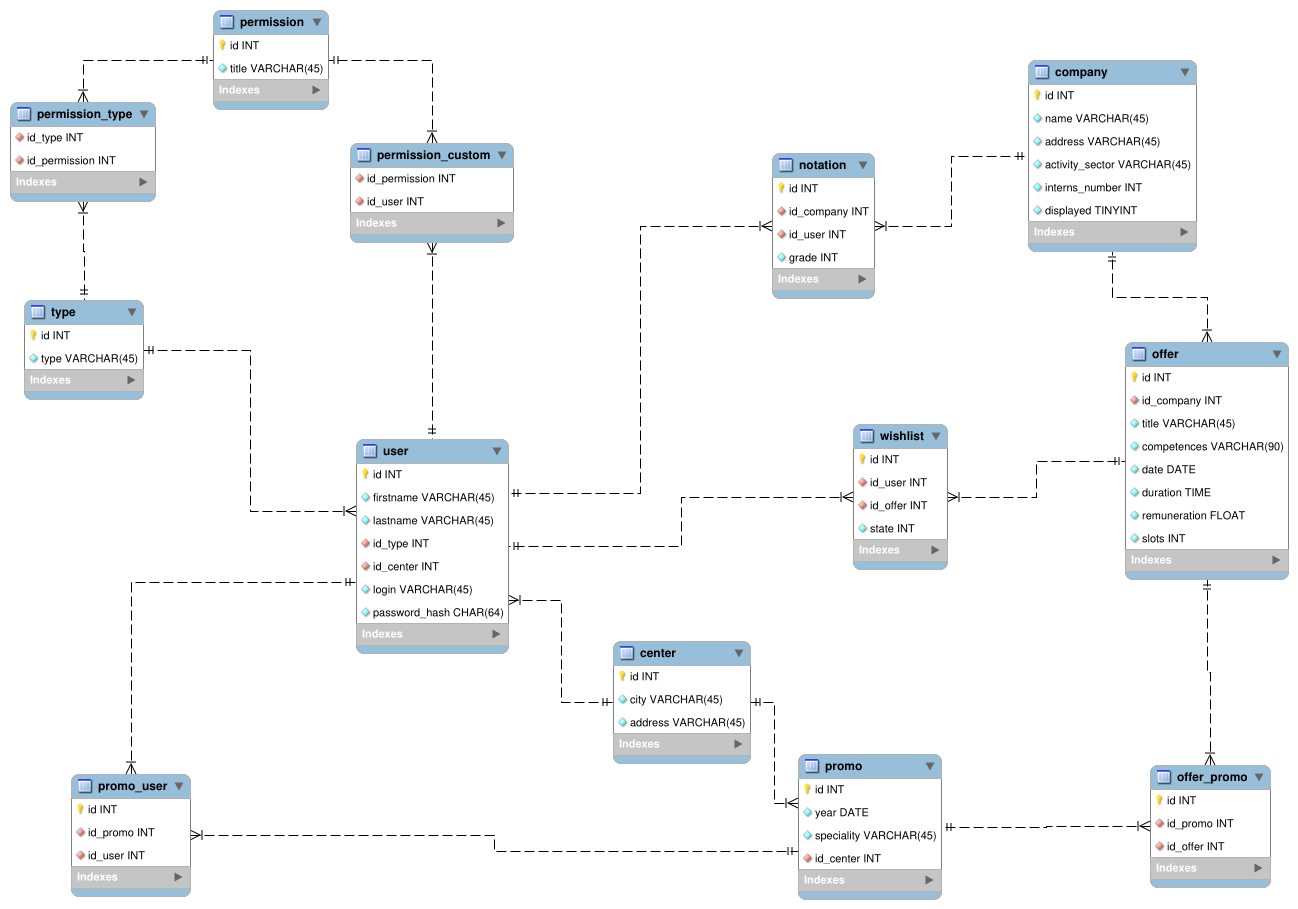 permission
id INT
title VARCHAR(45)
Indexes
permission_type
id_type INT
id_permission INT
Indexes
permission_custom
id_permission INT
id_user INT
Indexes
type
id INT
type VARCHAR(45)
Indexes
notation
id INT
id_company INT
id_user INT
grade INT
Indexes
company
id INT
name VARCHAR(45)
address VARCHAR(45)
activity_sector VARCHAR(45)
interns_number INT
displayed TINYINT
Indexes
offer
id INT
id_company INT
title VARCHAR(45)
competences VARCHAR(90)
date DATE
duration TIME
remuneration FLOAT
slots INT
Indexes
user
id INT
firstname VARCHAR(45)
lastname VARCHAR(45)
id_type INT
id_center INT
login VARCHAR(45)
password_hash CHAR(64)
Indexes
wishlist
id INT
id_user INT
id_offer INT
state INT
Indexes
center
id INT
city VARCHAR(45)
address VARCHAR(45)
Indexes
promo_user
id INT
id_promo INT
id_user INT
Indexes
promo
id INT
year DATE
speciality VARCHAR(45)
id_center INT
Indexes
offer_promo
id INT
id_promo INT
id_offer INT
Indexes